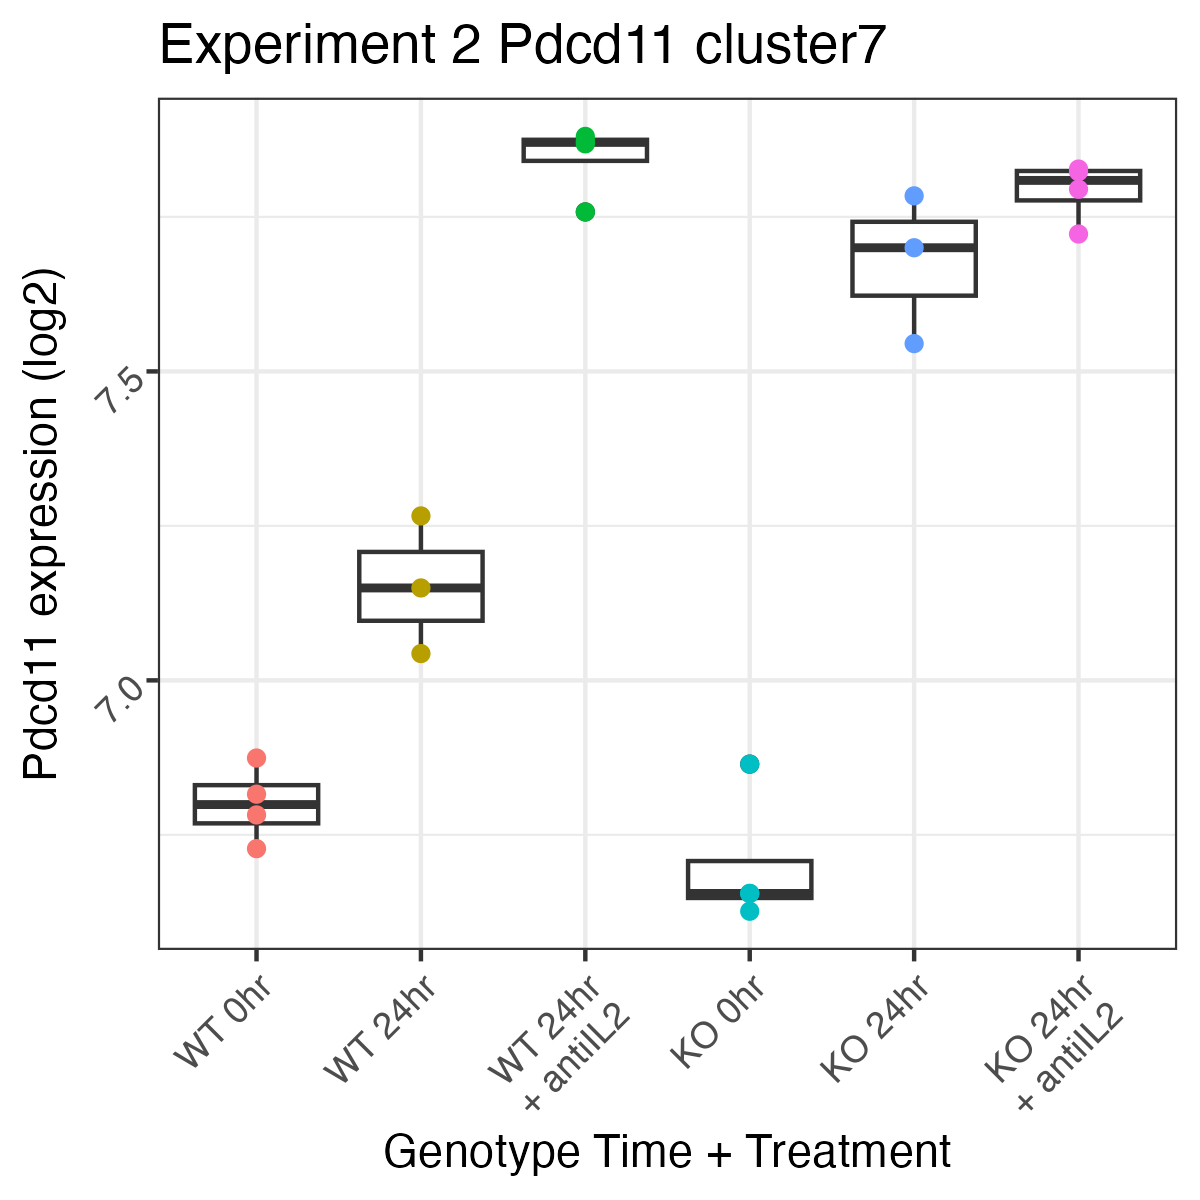 Experiment 2 Pdcd11 cluster7
Pdcd11 expression (log2)
7.5
7.0
WT 0hr
WT 24hr
WT 24hr
+ antiIL2
KO 0hr
KO 24hr
KO 24hr
+ antiIL2
Genotype Time + Treatment